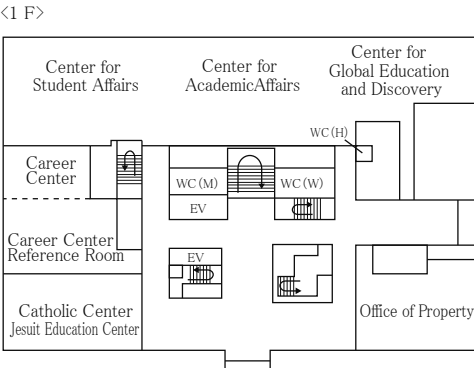 <1 F>
Center for
Student Affairs
Center for
AcademicAffairs
Center for
Global Education
and Discovery
WC(H)
Career
Center
WC(M)
WC(W)
EV
Career Center
Reference Room
EV
Catholic Center
Jesuit Education Center
Office of Property